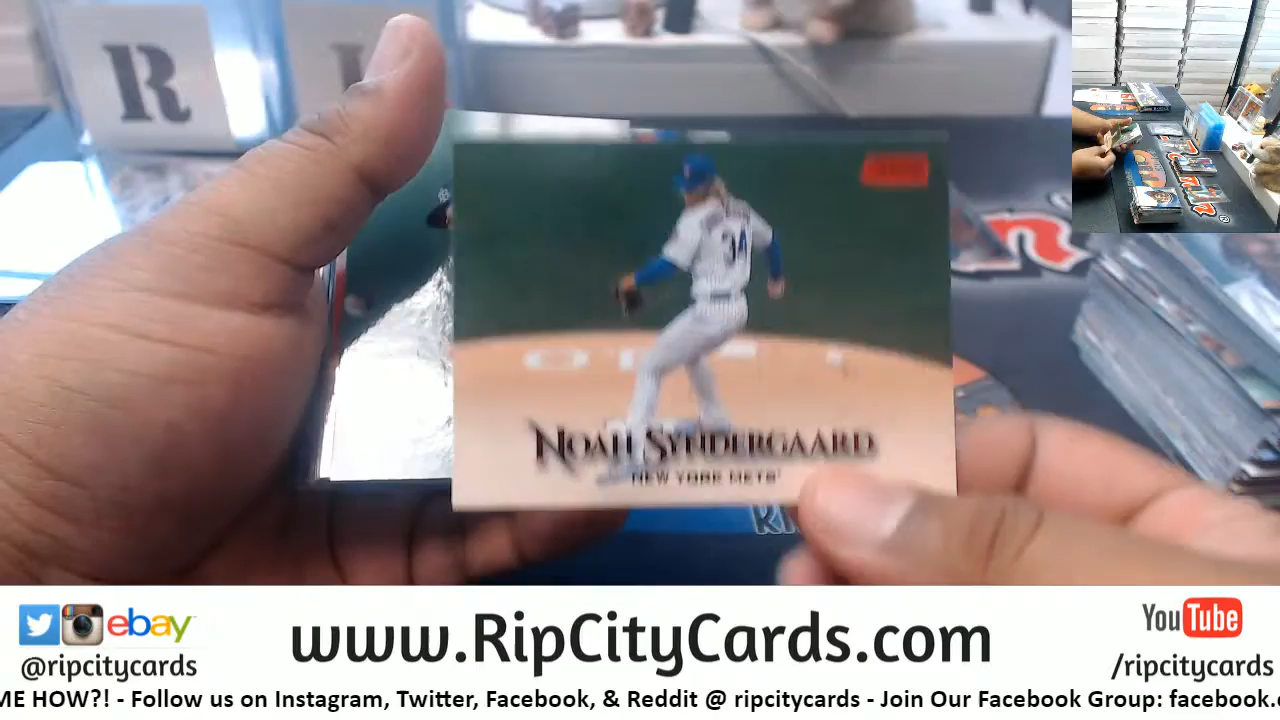 R
34
NOAH SYNDERGAARD
NEW YORK METS
ebay
@ripcitycards
www.RipCityCards.com
YouTube
/ripcitycards
ME HOW?! - Follow us on Instagram, Twitter, Facebook, & Reddit @ ripcitycards - Join Our Facebook Group: facebook.c